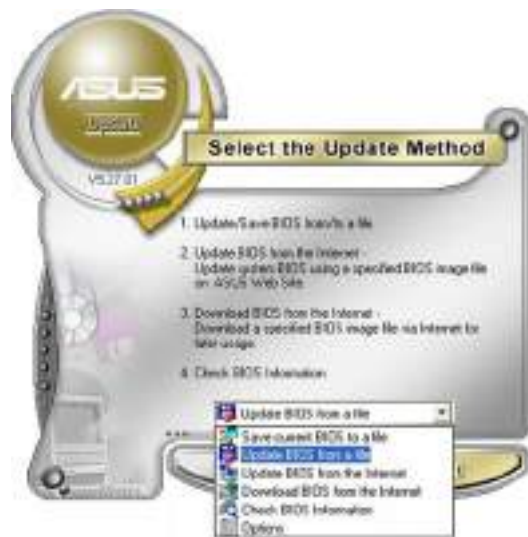 ASUS
Update
V5.27.01
Select the Update Method
1. Update/Save BIOS from/to a file
2. Update BIOS from the Internet -
Update system BIOS using a specified BIOS image file
on ASUS Web Site.
3. Download BIOS from the Internet -
Download a specified BIOS image file via Internet for
later usage.
4. Check BIOS Information
Update BIOS from a file
Save current BIOS to a file
Update BIOS from a file
Update BIOS from the Internet
Download BIOS from the Internet
Check BIOS Information
Options